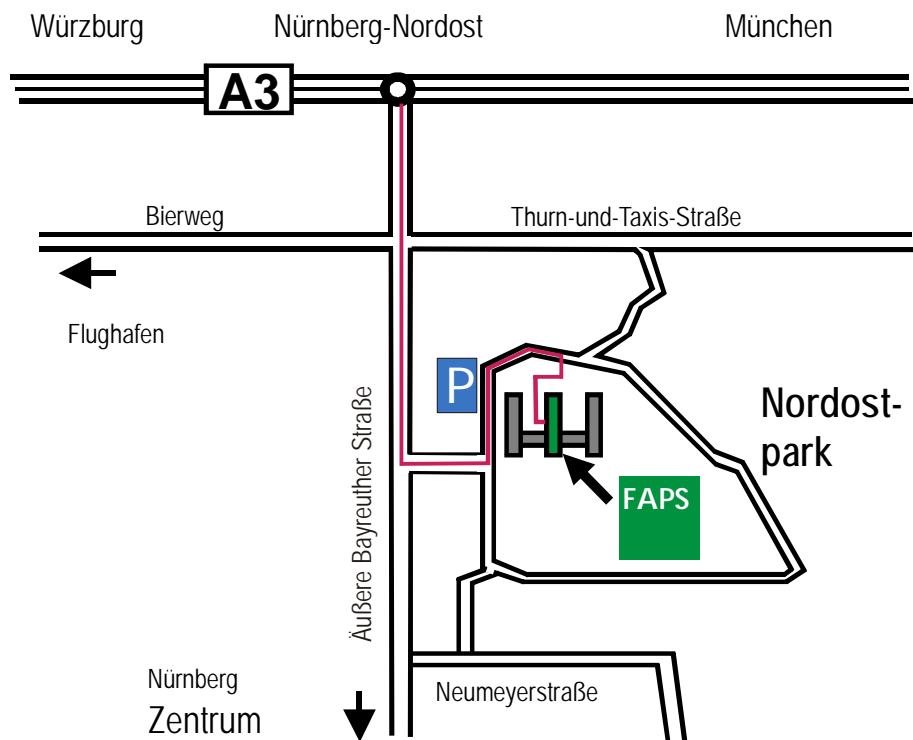 Würzburg
Nürnberg-Nordost
München
A3
Bierweg
Thurn-und-Taxis-Straße
Flughafen
P
Äußere Bayreuther Straße
Nordost-
park
FAPS
Nürnberg
Zentrum
Neumeyerstraße